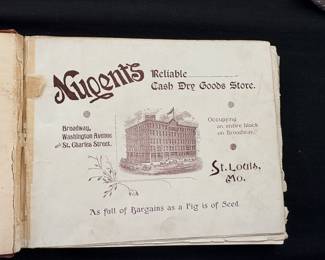 Nugent's
Reliable
Cash Dry Goods Store.
Broadway,
Washington Avenue
and St. Charles Street.
Occupying
an entire block
on Broadway.
St. Louis,
Mo.
As full of Bargains as a Fig is of Seed